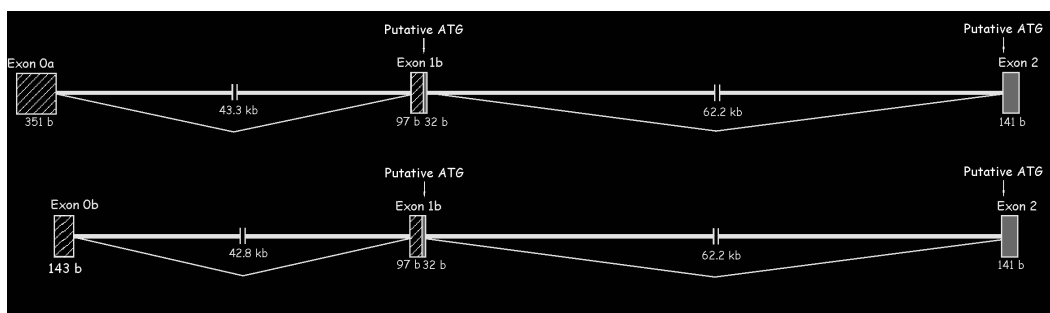 Putative ATG Putative ATG
Exon 0a Exon 1b Exon 2
43.3 kb 62.2 kb
351 b 97 b 32 b 141 b
Putative ATG Putative ATG
Exon 0b Exon 1b Exon 2
42.8 kb 62.2 kb
143 b 97 b 32 b 141 b